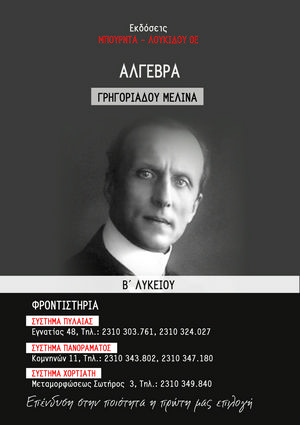 Εκδόσεις
ΜΠΟΥΡΝΤΑ - ΛΟΥΚΙΔΟΥ ΟΕ
ΑΛΓΕΒΡΑ
ΓΡΗΓΟΡΙΑΔΟΥ ΜΕΛΙΝΑ
Β΄ ΛΥΚΕΙΟΥ
ΦΡΟΝΤΙΣΤΗΡΙΑ
ΣΥΣΤΗΜΑ ΠΥΛΑΙΑΣ
Εγνατίας 48, Τηλ.: 2310 303.761, 2310 324.027
ΣΥΣΤΗΜΑ ΠΑΝΟΡΑΜΑΤΟΣ
Κομνηνών 11, Τηλ.: 2310 343.802, 2310 347.180
ΣΥΣΤΗΜΑ ΧΟΡΤΙΑΤΗ
Μεταμορφώσεως Σωτήρος 3, Τηλ.: 2310 349.840
Επένδυση στην ποιότητα η πρώτη μας επιλογή